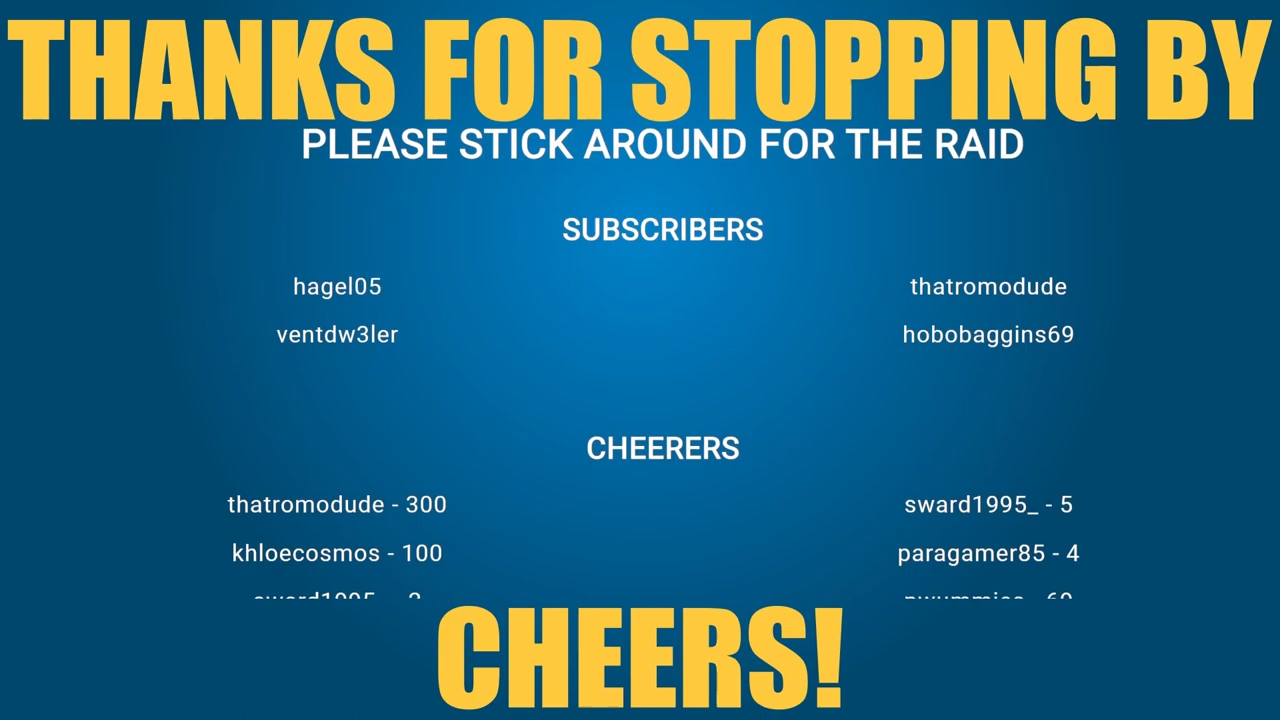 THANKS FOR STOPPING BY
PLEASE STICK AROUND FOR THE RAID
SUBSCRIBERS
hagel05 thatromodude
ventdw3ler hobobaggins69
CHEERERS
thatromodude - 300 sward1995_ - 5
khloecosmos - 100 paragamer85 - 4
CHEERS!